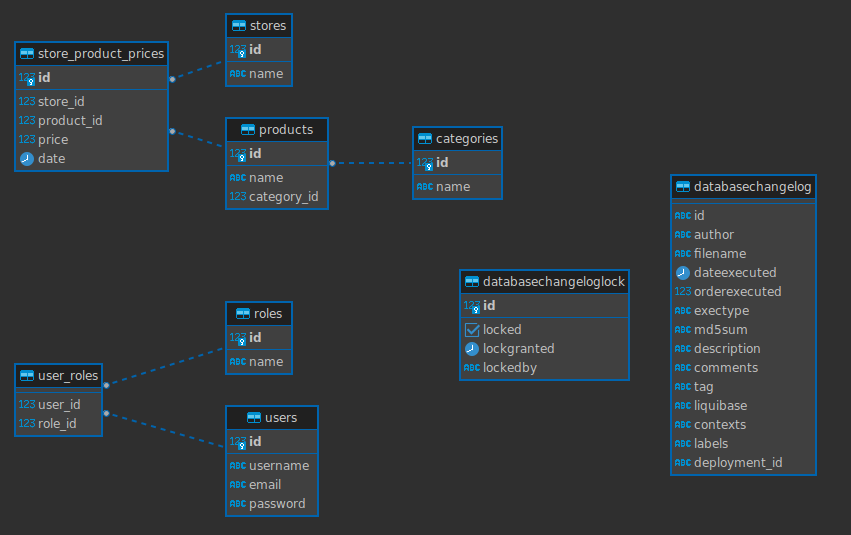 stores
123 id
ABC name
store_product_prices
123 id
123 store_id
123 product_id
123 price
date
products
123 id
ABC name
123 category_id
categories
123 id
ABC name
databasechangelog
ABC id
ABC author
ABC filename
dateexecuted
123 orderexecuted
ABC exectype
ABC md5sum
ABC description
ABC comments
ABC tag
ABC liquibase
ABC contexts
ABC labels
ABC deployment_id
databasechangeloglock
123 id
locked
lockgranted
ABC lockedby
roles
123 id
ABC name
user_roles
123 user_id
123 role_id
users
123 id
ABC username
ABC email
ABC password